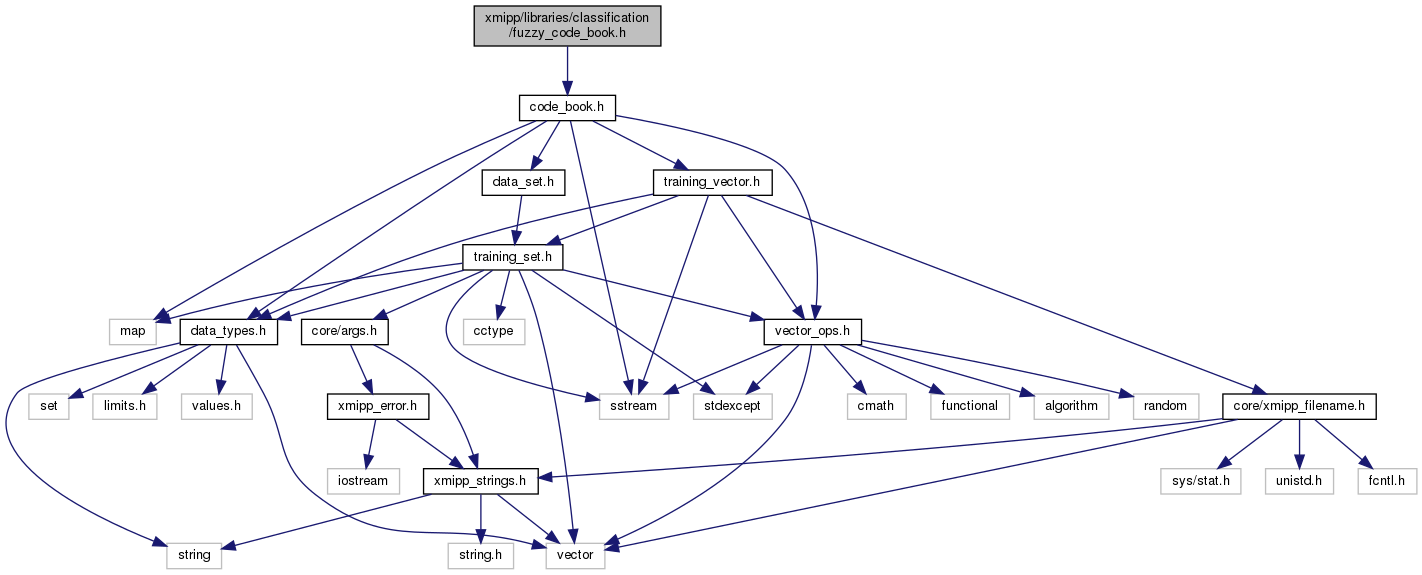 xmipp/libraries/classification
/fuzzy_code_book.h
code_book.h
data_set.h
training_vector.h
training_set.h
map
data_types.h
core/args.h
cctype
vector_ops.h
set
limits.h
values.h
xmipp_error.h
sstream
stdexcept
cmath
functional
algorithm
random
core/xmipp_filename.h
iostream
xmipp_strings.h
sys/stat.h
unistd.h
fcntl.h
string
string.h
vector